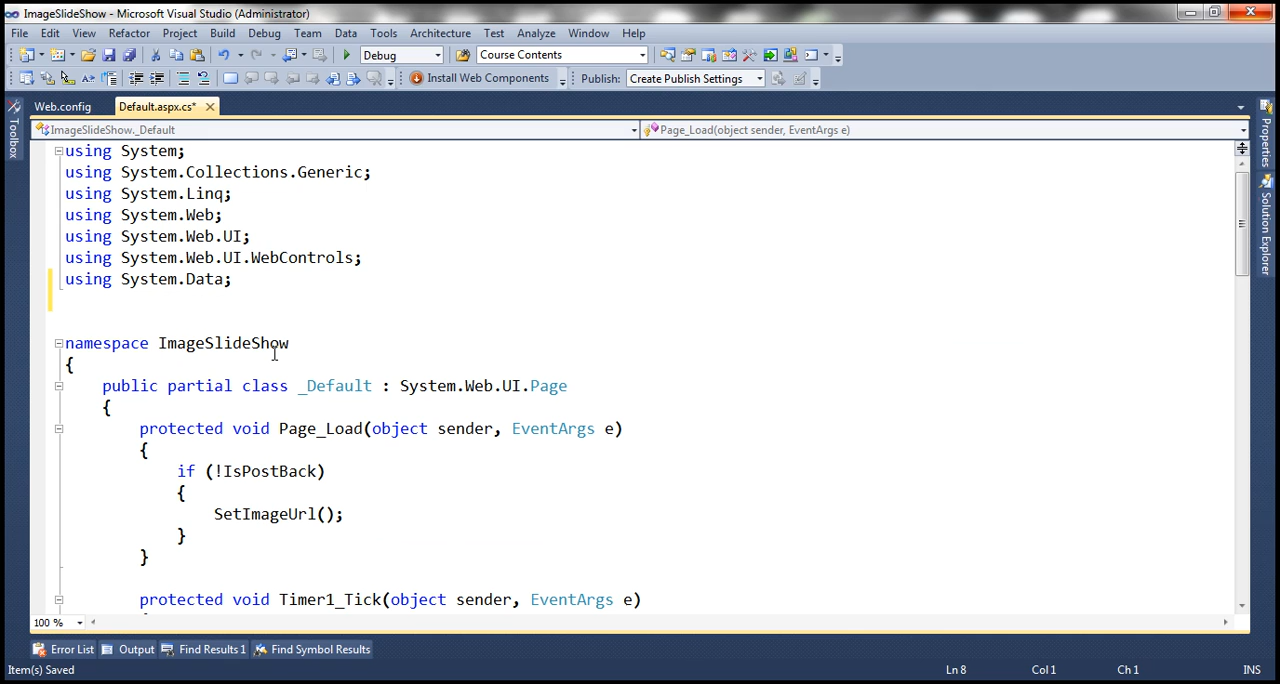 ImageSlideShow - Microsoft Visual Studio (Administrator)
File Edit View Refactor Project Build Debug Team Data Tools Architecture Test Analyze Window Help
Debug Course Contents
Install Web Components Publish: Create Publish Settings
Web.config Default.aspx.cs*
Toolbox
ImageSlideShow._Default Page_Load(object sender, EventArgs e)
Properties
Solution Explorer
using System;
using System.Collections.Generic;
using System.Linq;
using System.Web;
using System.Web.UI;
using System.Web.UI.WebControls;
using System.Data;
namespace ImageSlideShow
{
public partial class _Default : System.Web.UI.Page
{
protected void Page_Load(object sender, EventArgs e)
{
if (!IsPostBack)
{
SetImageUrl();
}
}
protected void Timer1_Tick(object sender, EventArgs e)
100 %
Error List Output Find Results 1 Find Symbol Results
Item(s) Saved Ln 8 Col 1 Ch 1 INS